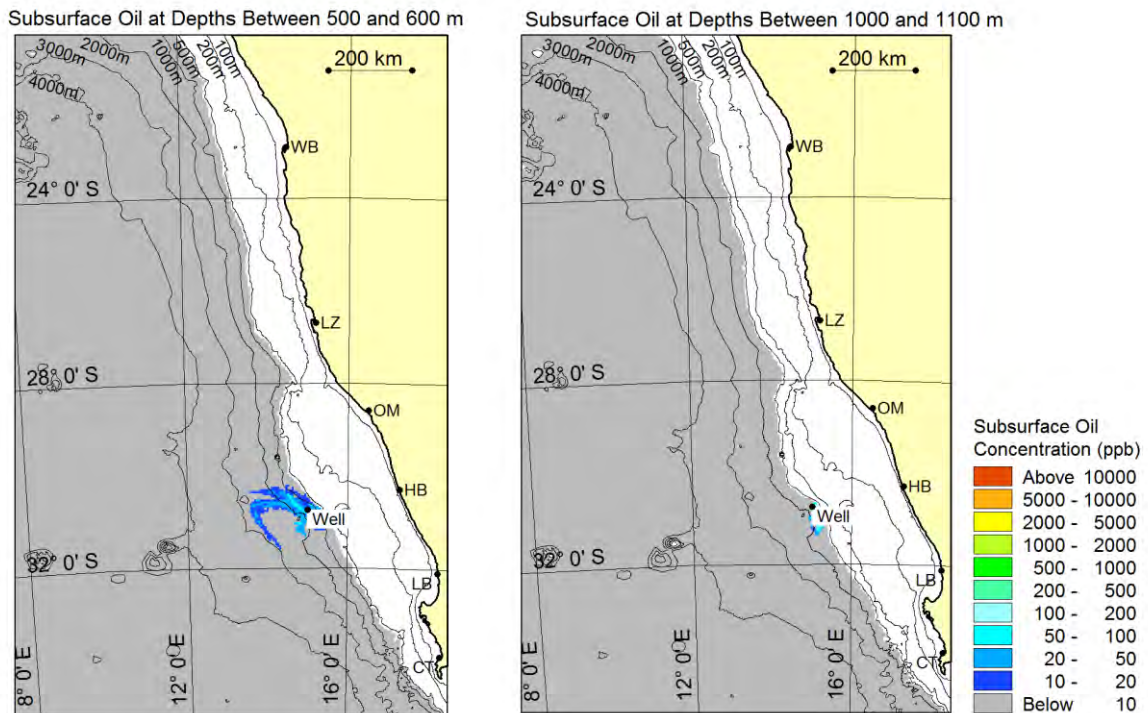 Subsurface Oil at Depths Between 500 and 600 m
3000m
2000m
1000m
500m
200m
100m
4000m
200 km
WB
24° 0' S
LZ
28° 0' S
OM
HB
Well
32° 0' S
LB
CT
8° 0' E
12° 0' E
16° 0' E
Subsurface Oil at Depths Between 1000 and 1100 m
3000m
2000m
1000m
500m
200m
100m
4000m
200 km
WB
24° 0' S
LZ
28° 0' S
OM
HB
Well
32° 0' S
LB
CT
8° 0' E
12° 0' E
16° 0' E
Subsurface Oil
Concentration (ppb)
Above 10000
5000 - 10000
2000 - 5000
1000 - 2000
500 - 1000
200 - 500
100 - 200
50 - 100
20 - 50
10 - 20
Below 10